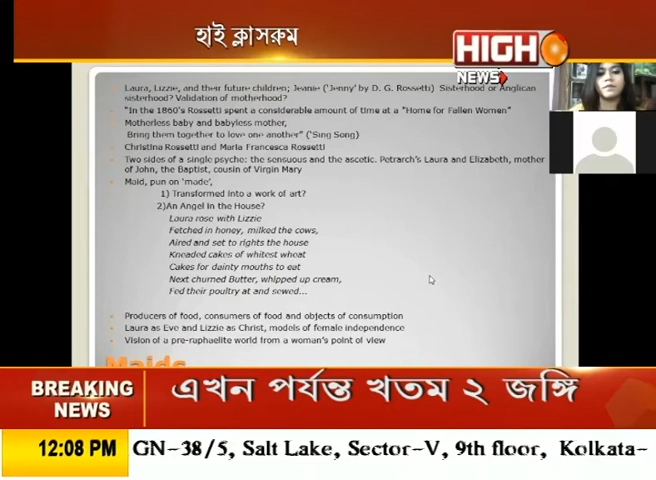 হাই ক্লাসরুম
HIGH
NEWS
Laura, Lizzie, and their future children; Jeanie ('Jenny' by D. G. Rossetti) Sisterhood or Anglican
sisterhood? Validation of motherhood?
"In the 1860's Rossetti spent a considerable amount of time at a "Home for Fallen Women"
Motherless baby and babyless mother,
Bring them together to love one another" ('Sing Song)
Christina Rossetti and Maria Francesca Rossetti
Two sides of a single psyche: the sensuous and the ascetic. Petrarch's Laura and Elizabeth, mother
of John, the Baptist, cousin of Virgin Mary
Maid, pun on 'made',
1) Transformed into a work of art?
2)An Angel in the House?
Laura rose with Lizzie
Fetched in honey, milked the cows,
Aired and set to rights the house
Kneaded cakes of whitest wheat
Cakes for dainty mouths to eat
Next churned Butter, whipped up cream,
Fed their poultry at and sewed...
Producers of food, consumers of food and objects of consumption
Laura as Eve and Lizzie as Christ, models of female independence
Vision of a pre-raphaelite world from a woman's point of view
Maids
BREAKING
NEWS
এখন পর্যন্ত খতম ২ জঙ্গি
12:08 PM
GN-38/5, Salt Lake, Sector-V, 9th floor, Kolkata-